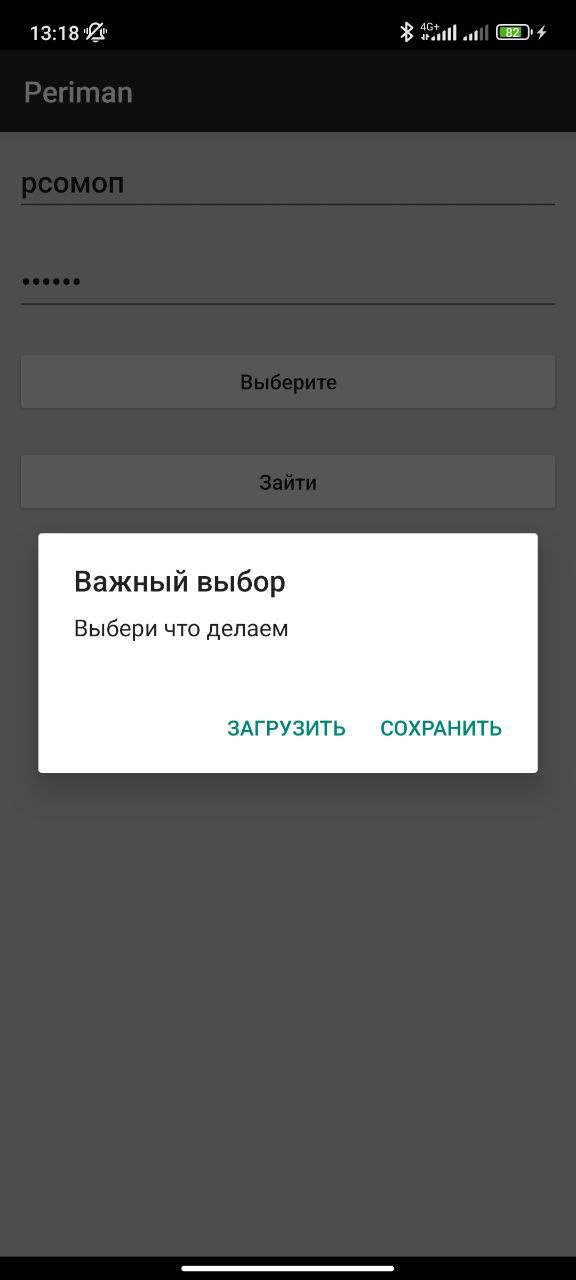 13:18 4G+ 82
Periman
рсомоп
••••••
Выберите
Зайти
Важный выбор
Выбери что делаем
ЗАГРУЗИТЬ СОХРАНИТЬ